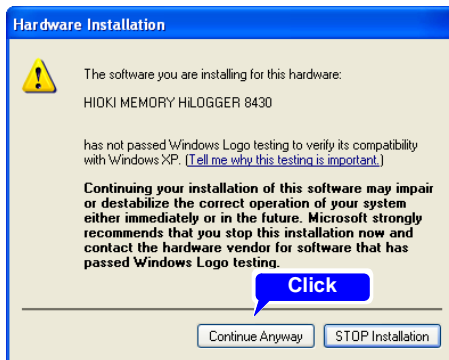 Hardware Installation
The software you are installing for this hardware:
HIOKI MEMORY HiLOGGER 8430
has not passed Windows Logo testing to verify its compatibility
with Windows XP. (Tell me why this testing is important.)
Continuing your installation of this software may impair
or destabilize the correct operation of your system
either immediately or in the future. Microsoft strongly
recommends that you stop this installation now and
contact the hardware vendor for software that has
passed Windows Logo testing.
Click
Continue Anyway STOP Installation